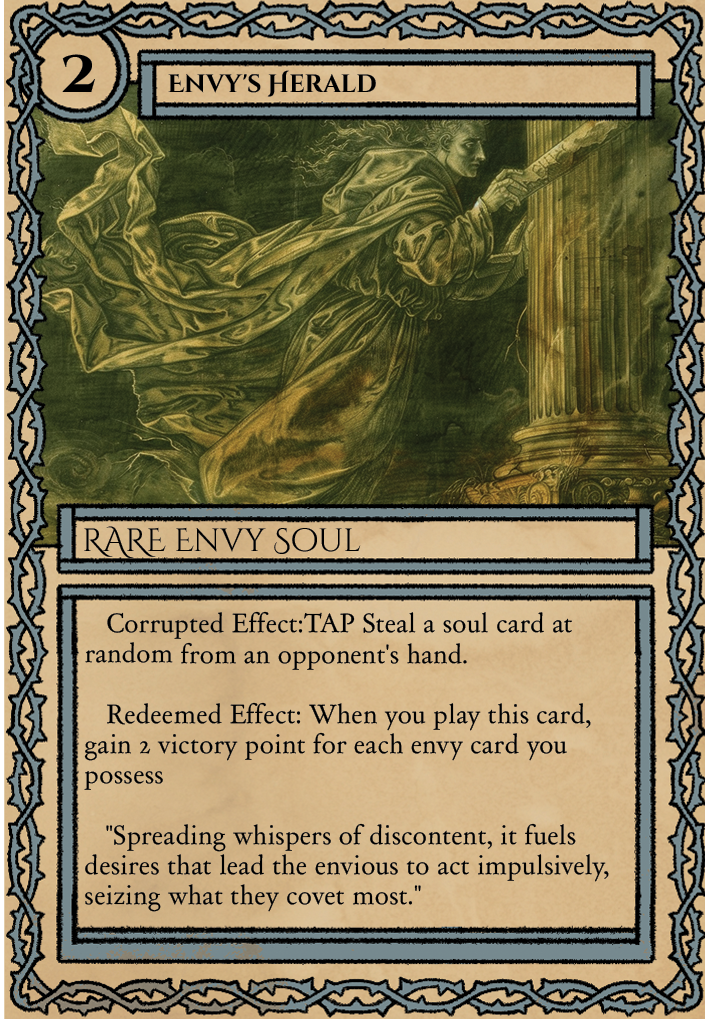 2
Envy's Herald
Rare Envy Soul
Corrupted Effect:TAP Steal a soul card at
random from an opponent's hand.
Redeemed Effect: When you play this card,
gain 2 victory point for each envy card you
possess
"Spreading whispers of discontent, it fuels
desires that lead the envious to act impulsively,
seizing what they covet most."